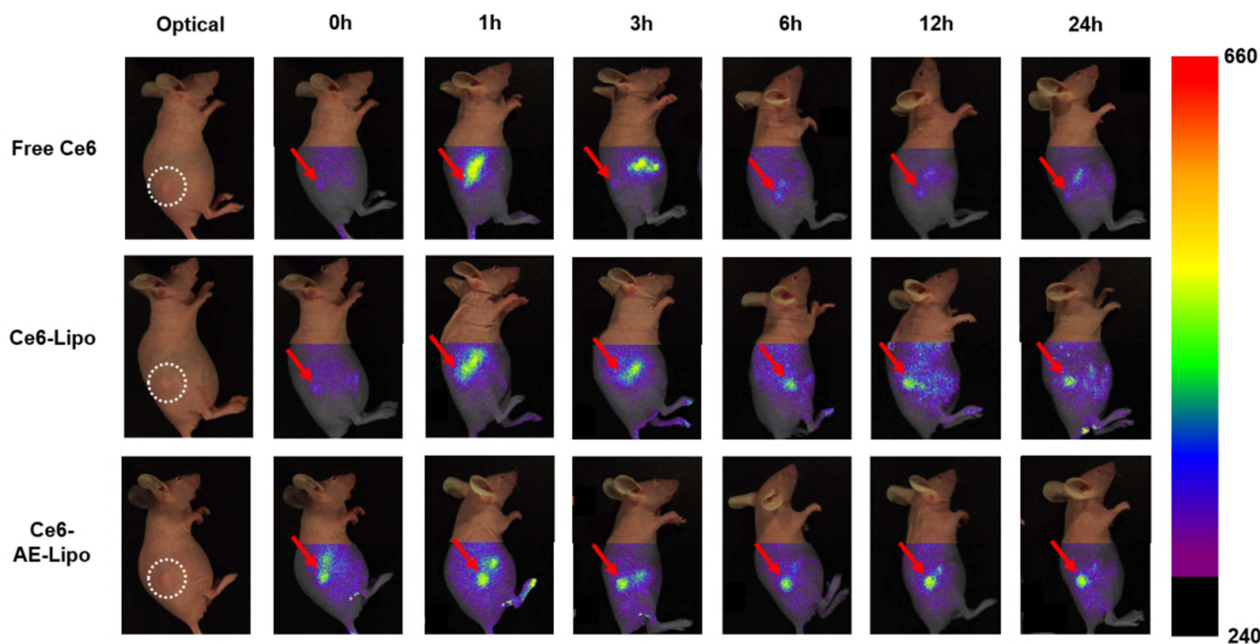 Optical 0h 1h 3h 6h 12h 24h
660
Free Ce6
Ce6-Lipo
Ce6-
AE-Lipo
240